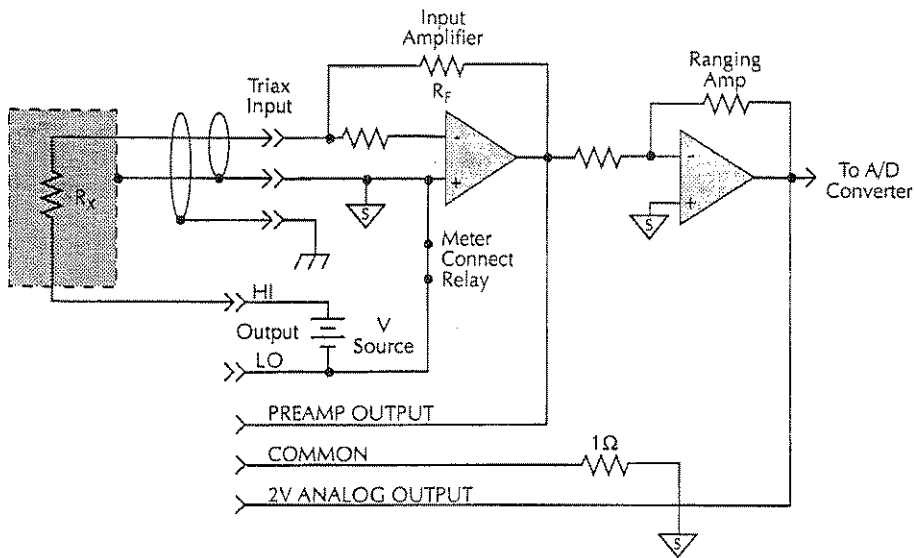 Input
Amplifier
Ranging
Amp
Triax
Input
R_F
-
-
R_X
+
To A/D
Converter
S
S
+
Meter
Connect
Relay
HI
Output
V
Source
LO
PREAMP OUTPUT
1Ω
COMMON
2V ANALOG OUTPUT
S